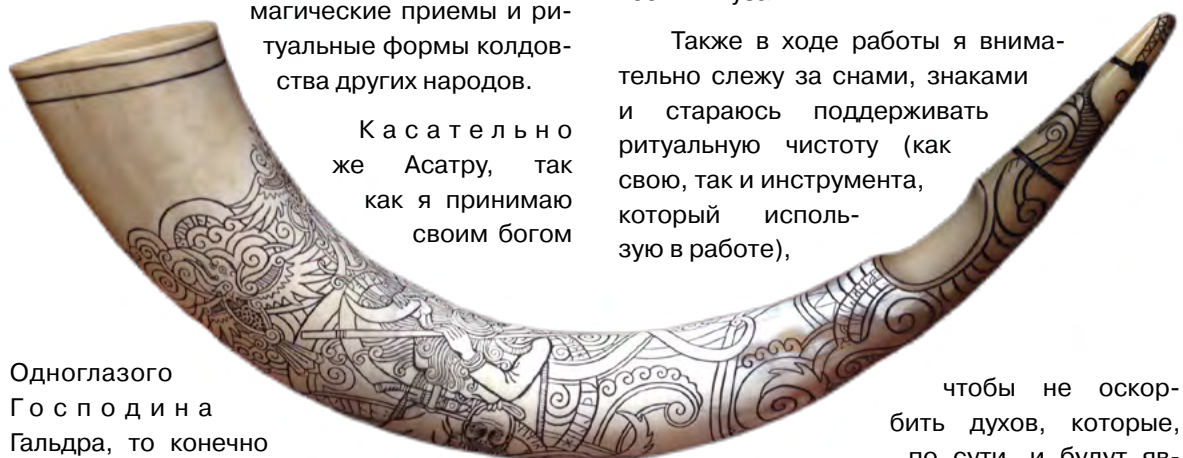 магические приемы и ри-
туальные формы колдов-
ства других народов.
Касательно
же Асатру, так
как я принимаю
своим богом
Одноглазого
Господина
Гальдра, то конечно
Также в ходе работы я внима-
тельно слежу за снами, знаками
и стараюсь поддерживать
ритуальную чистоту (как
свою, так и инструмента,
который исполь-
зую в работе),
чтобы не оскор-
бить духов, которые,